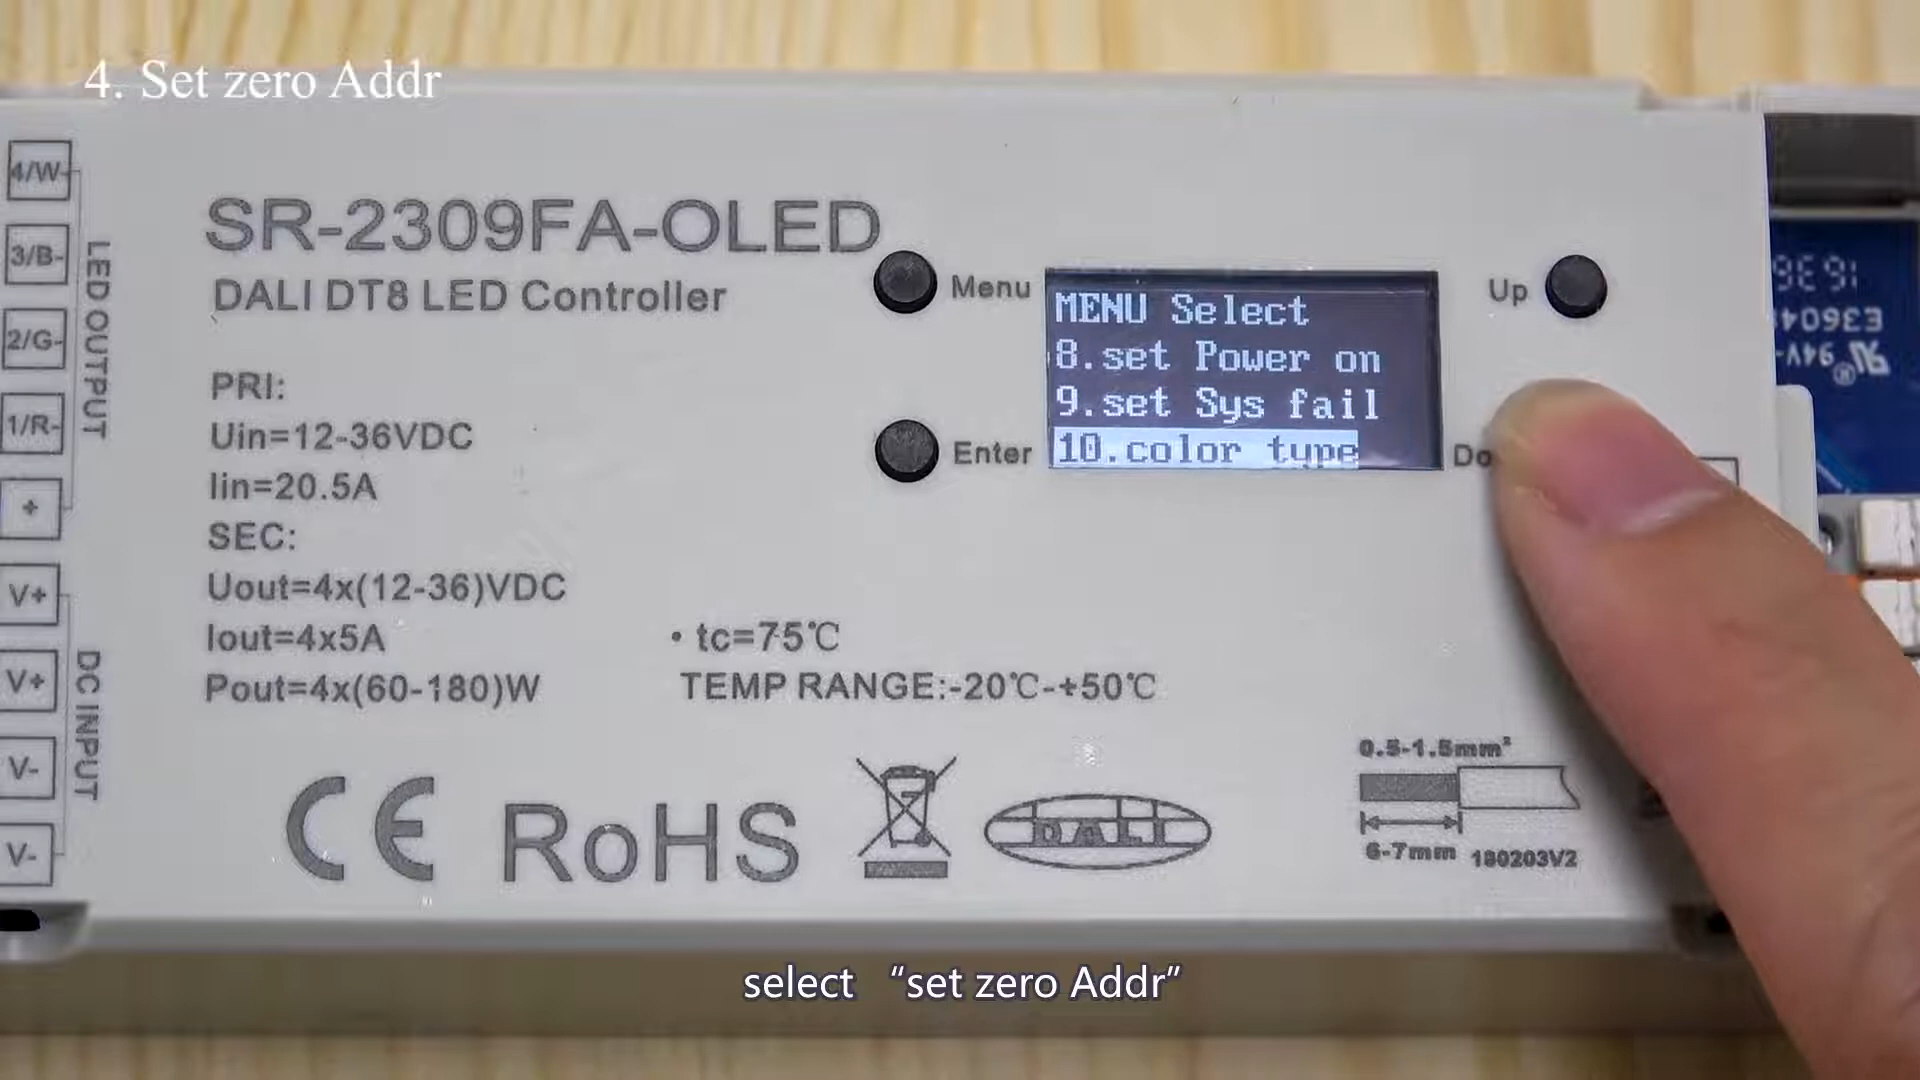 4. Set zero Addr
4/W-
3/B-
2/G-
1/R-
+
LED OUTPUT
V+
V+
V-
V-
DC INPUT
SR-2309FA-OLED
DALI DT8 LED Controller
PRI:
Uin=12-36VDC
Iin=20.5A
SEC:
Uout=4x(12-36)VDC
Iout=4x5A
Pout=4x(60-180)W
• tc=75℃
TEMP RANGE:-20℃-+50℃
Menu
Enter
MENU Select
8.set Power on
9.set Sys fail
10.color type
Up
Do
CE
RoHS
DALI
0.5-1.5mm²
6-7mm
180203V2
select “set zero Addr”